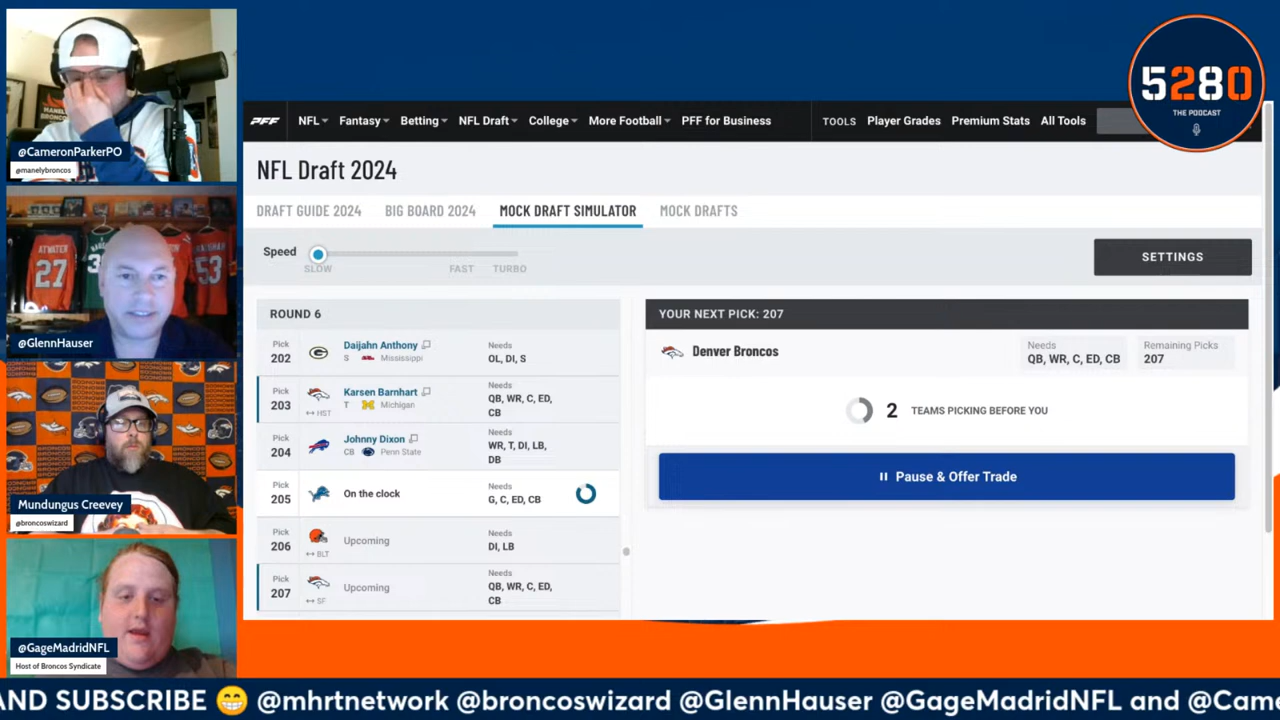 @CameronParkerPO
@manelybroncos
ATWATER
27
53
@GlennHauser
Mundungus Creevey
@broncoswizard
@GageMadridNFL
Host of Broncos Syndicate
5280
THE PODCAST
PFF
NFL
Fantasy
Betting
NFL Draft
College
More Football
PFF for Business
TOOLS
Player Grades
Premium Stats
All Tools
NFL Draft 2024
DRAFT GUIDE 2024
BIG BOARD 2024
MOCK DRAFT SIMULATOR
MOCK DRAFTS
Speed
SLOW
FAST
TURBO
SETTINGS
ROUND 6
Pick
202
Daijahn Anthony
S Mississippi
Needs
OL, DI, S
Pick
203
HST
Karsen Barnhart
T Michigan
Needs
QB, WR, C, ED,
CB
Pick
204
Johnny Dixon
CB Penn State
Needs
WR, T, DI, LB,
DB
Pick
205
On the clock
Needs
G, C, ED, CB
Pick
206
BLT
Upcoming
Needs
DI, LB
Pick
207
SF
Upcoming
Needs
QB, WR, C, ED,
CB
YOUR NEXT PICK: 207
Denver Broncos
Needs
QB, WR, C, ED, CB
Remaining Picks
207
2 TEAMS PICKING BEFORE YOU
Pause & Offer Trade
AND SUBSCRIBE 😁 @mhrtnetwork @broncoswizard @GlennHauser @GageMadridNFL and @Cam